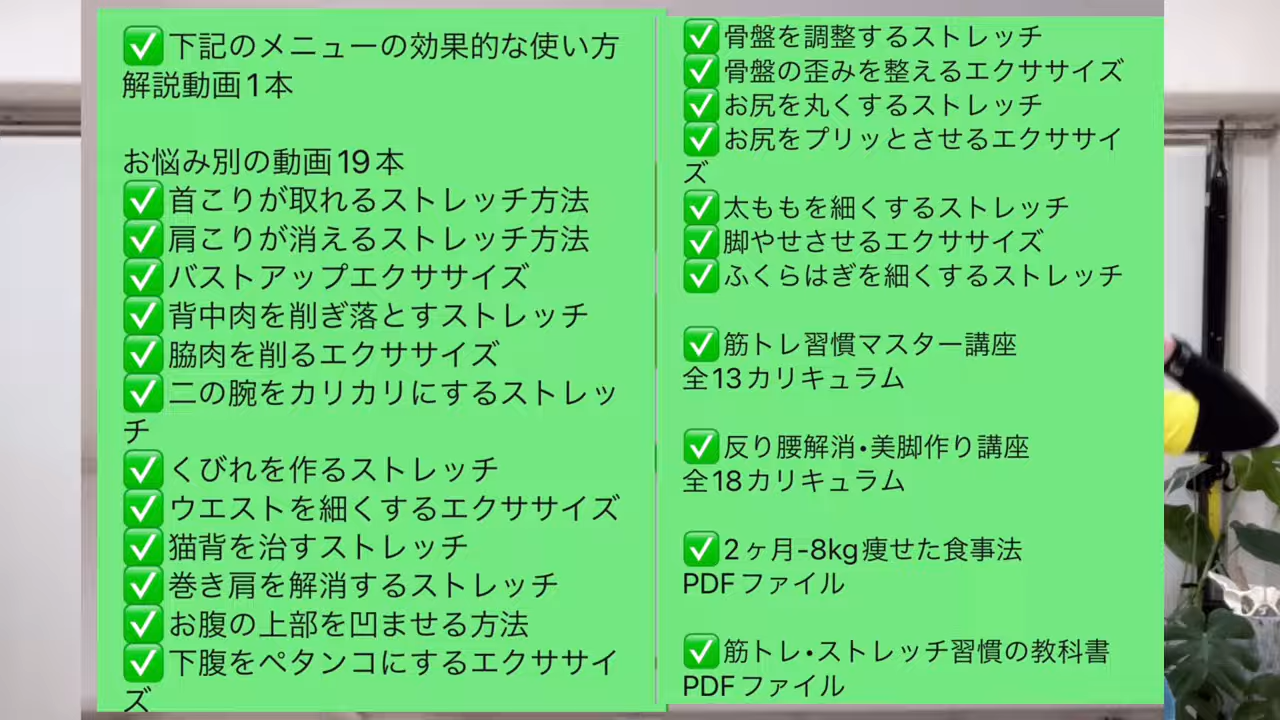 ✅下記のメニューの効果的な使い方
解説動画1本
お悩み別の動画19本
✅首こりが取れるストレッチ方法
✅肩こりが消えるストレッチ方法
✅バストアップエクササイズ
✅背中肉を削ぎ落とすストレッチ
✅脇肉を削るエクササイズ
✅二の腕をカリカリにするストレッ
チ
✅くびれを作るストレッチ
✅ウエストを細くするエクササイズ
✅猫背を治すストレッチ
✅巻き肩を解消するストレッチ
✅お腹の上部を凹ませる方法
✅下腹をペタンコにするエクササイ
ズ
✅骨盤を調整するストレッチ
✅骨盤の歪みを整えるエクササイズ
✅お尻を丸くするストレッチ
✅お尻をプリッとさせるエクササイ
ズ
✅太ももを細くするストレッチ
✅脚やせさせるエクササイズ
✅ふくらはぎを細くするストレッチ
✅筋トレ習慣マスター講座
全13カリキュラム
✅反り腰解消•美脚作り講座
全18カリキュラム
✅2ヶ月-8kg痩せた食事法
PDFファイル
✅筋トレ•ストレッチ習慣の教科書
PDFファイル